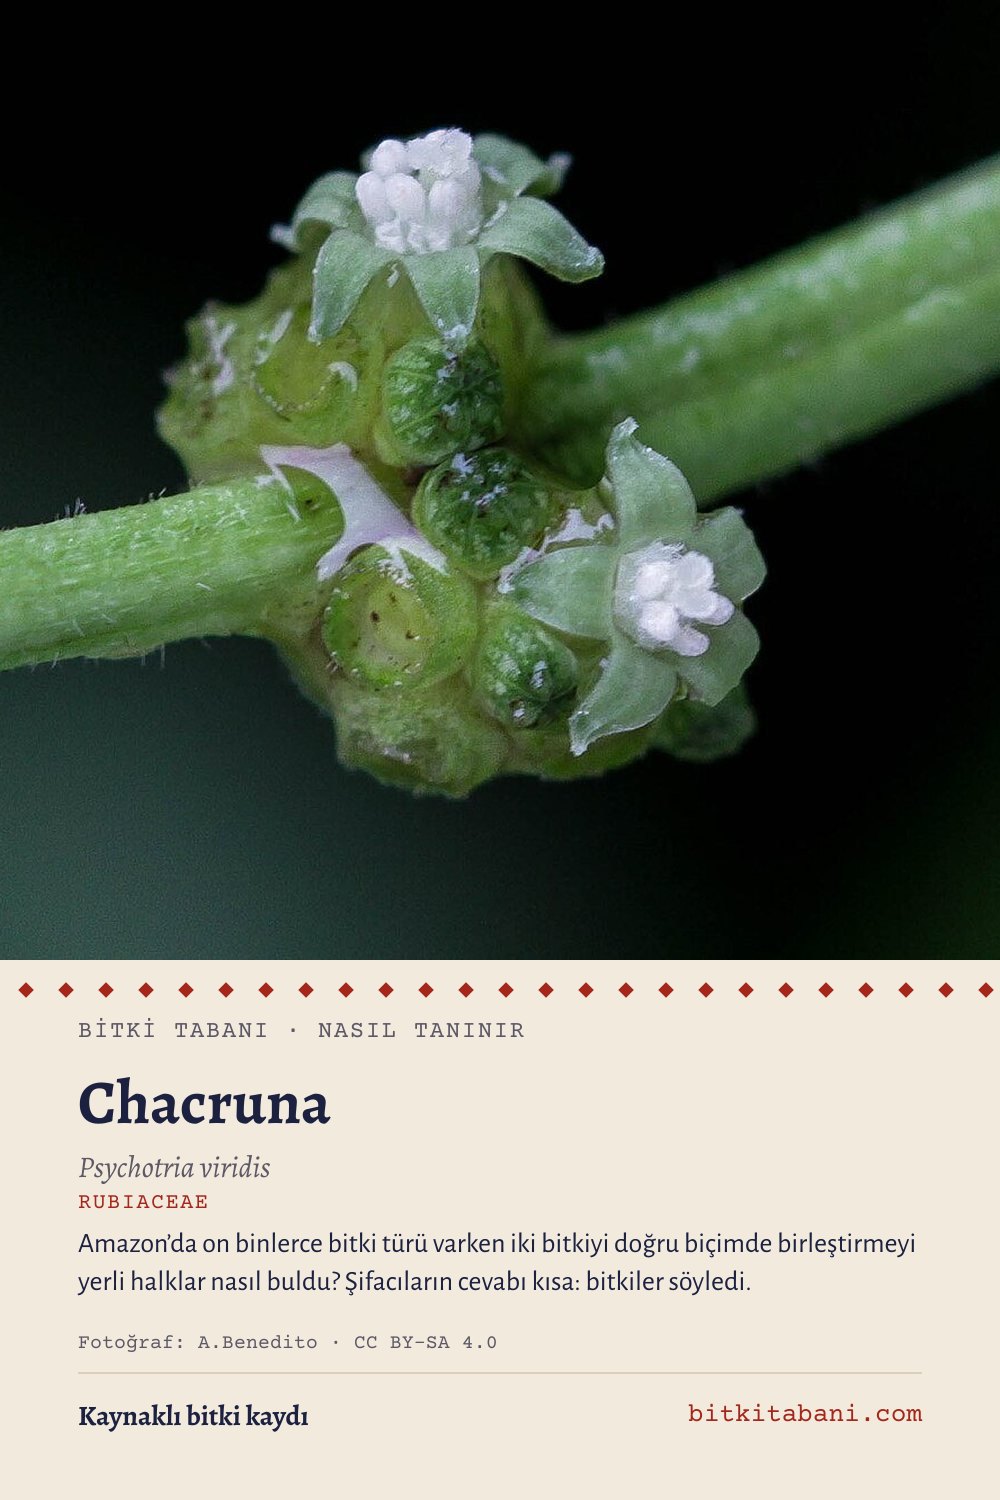 BİTKİ TABANI · NASIL TANINIR
Chacruna
Psychotria viridis
RUBIACEAE
Amazon’da on binlerce bitki türü varken iki bitkiyi doğru biçimde birleştirmeyi
yerli halklar nasıl buldu? Şifacıların cevabı kısa: bitkiler söyledi.
Fotoğraf: A.Benedito · CC BY-SA 4.0
Kaynaklı bitki kaydı
bitkitabani.com